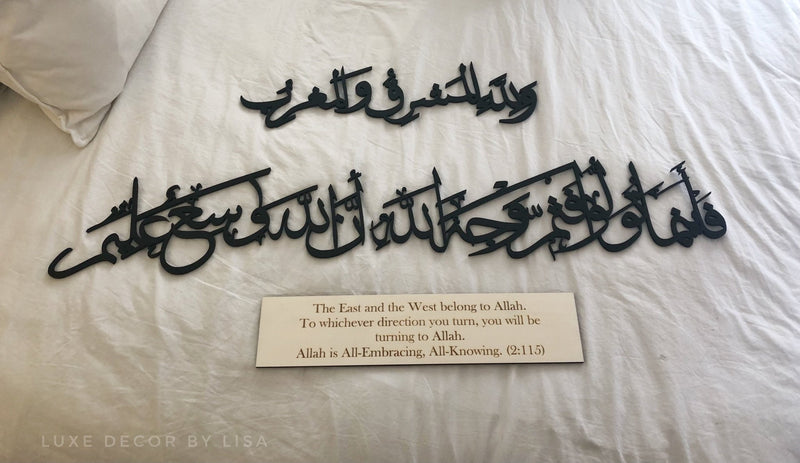 ولله المشرق والمغرب
فأينما تولوا فثم وجه الله إن الله واسع عليم
The East and the West belong to Allah.
To whichever direction you turn, you will be
turning to Allah.
Allah is All-Embracing, All-Knowing. (2:115)
LUXE DECOR BY LISA